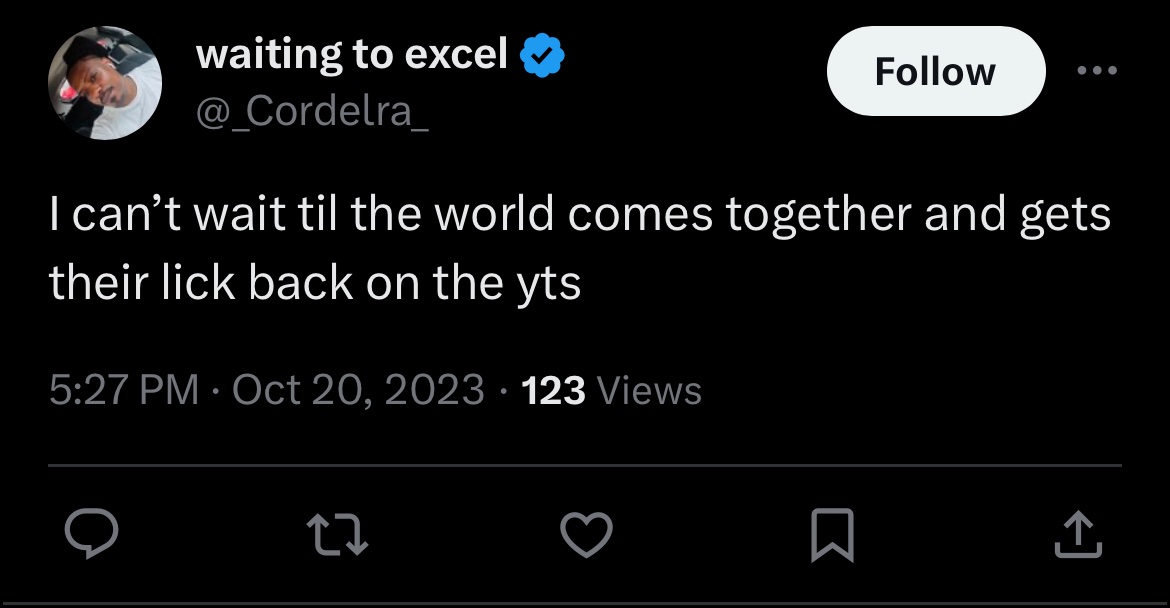 waiting to excel
@_Cordelra_
Follow
I can’t wait til the world comes together and gets
their lick back on the yts
5:27 PM · Oct 20, 2023 · 123 Views